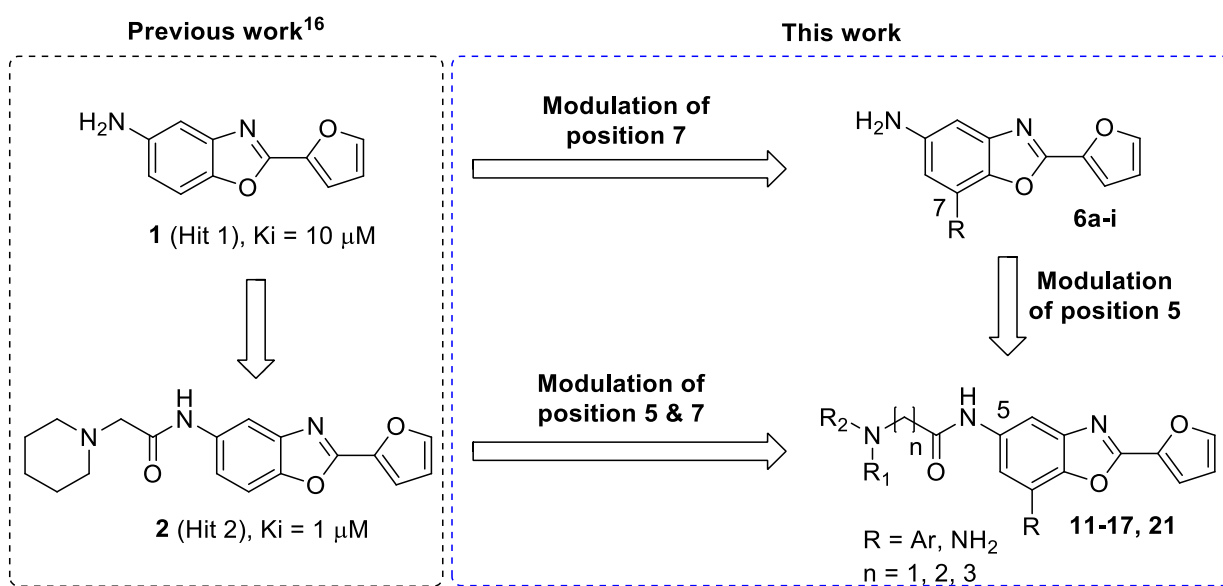 Previous work16
This work
H2N
N
O
O
1 (Hit 1), Ki = 10 μM
Modulation of
position 7
H2N
N
O
O
7
R
6a-i
Modulation
of position 5
N
O
H
N
N
O
O
2 (Hit 2), Ki = 1 μM
Modulation of
position 5 & 7
R2
N
R1
n
O
H
N
5
N
O
O
R
11-17, 21
R = Ar, NH2
n = 1, 2, 3